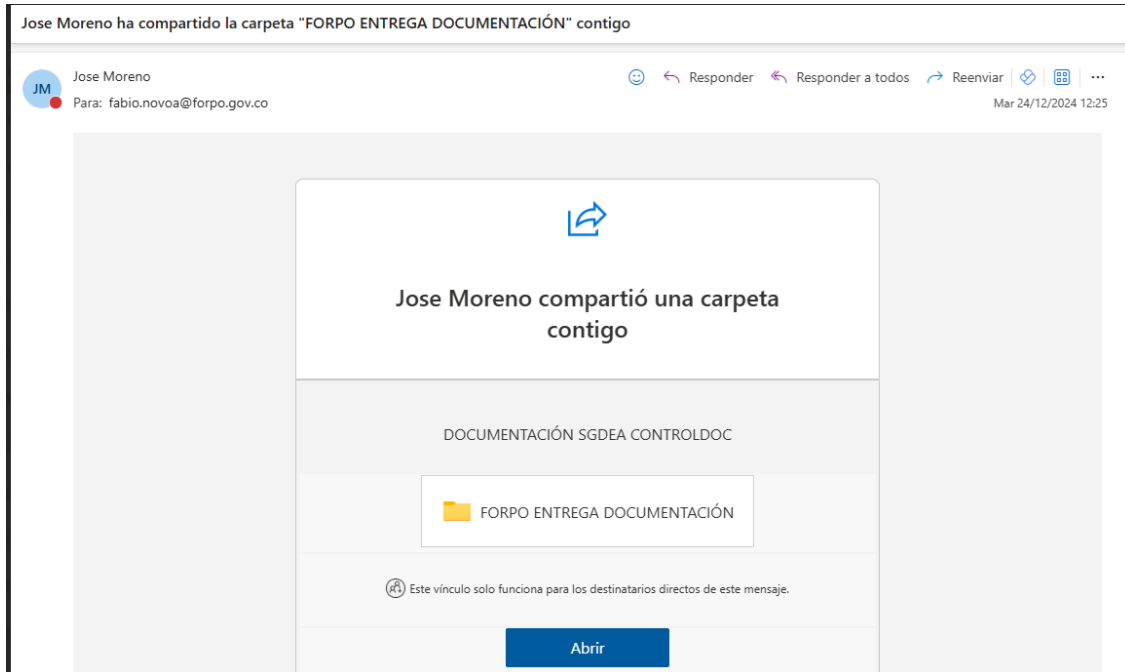 Jose Moreno ha compartido la carpeta "FORPO ENTREGA DOCUMENTACIÓN" contigo
JM
Jose Moreno
Responder
Responder a todos
Reenviar
Para: fabio.novoa@forpo.gov.co
Mar 24/12/2024 12:25
Jose Moreno compartió una carpeta
contigo
DOCUMENTACIÓN SGDEA CONTROLDOC
FORPO ENTREGA DOCUMENTACIÓN
Este vínculo solo funciona para los destinatarios directos de este mensaje.
Abrir